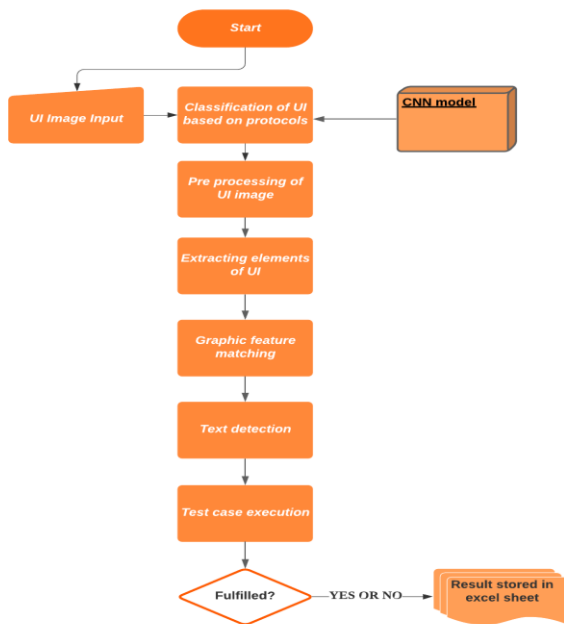 Start
UI Image Input
Classification of UI
based on protocols
CNN model
Pre processing of
UI image
Extracting elements
of UI
Graphic feature
matching
Text detection
Test case execution
Fulfilled?
YES OR NO
Result stored in
excel sheet